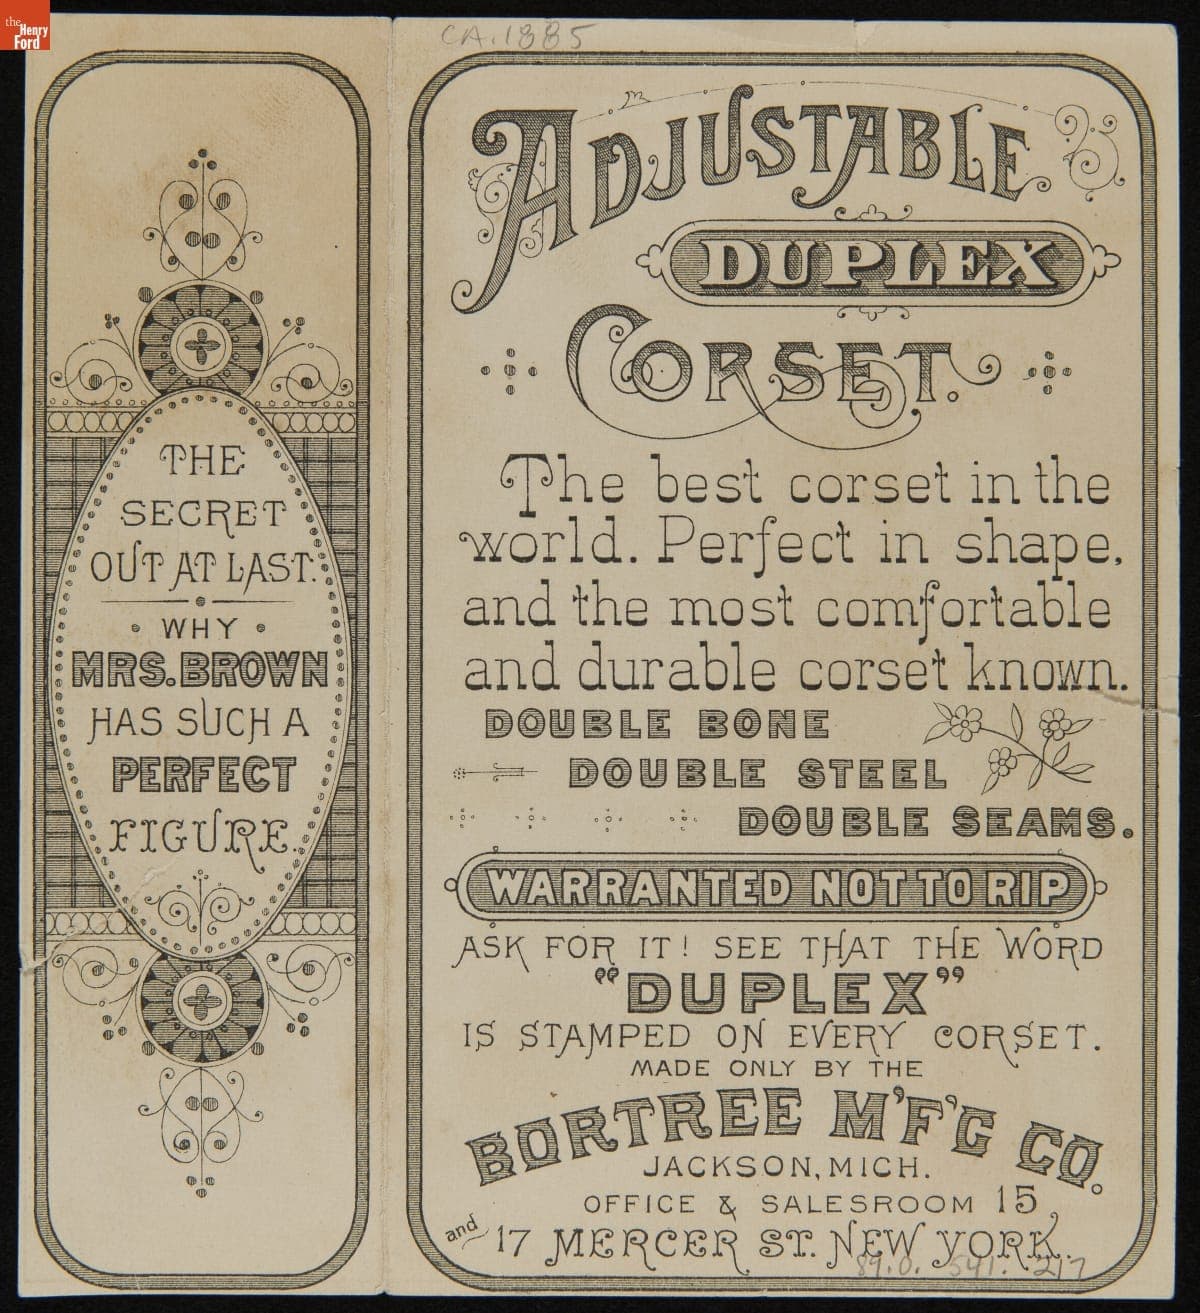 the
Henry
Ford
CA. 1885
THE
SECRET
OUT AT LAST.
WHY
MRS. BROWN
HAS SUCH A
PERFECT
FIGURE.
ADJUSTABLE
DUPLEX
CORSET.
The best corset in the
world. Perfect in shape,
and the most comfortable
and durable corset known.
DOUBLE BONE
DOUBLE STEEL
DOUBLE SEAMS.
WARRANTED NOT TO RIP
ASK FOR IT! SEE THAT THE WORD
"DUPLEX"
IS STAMPED ON EVERY CORSET.
MADE ONLY BY THE
BORTREE M'F'G CO.
JACKSON, MICH.
OFFICE & SALESROOM 15
and 17 MERCER ST. NEW YORK.
89.0.541.217